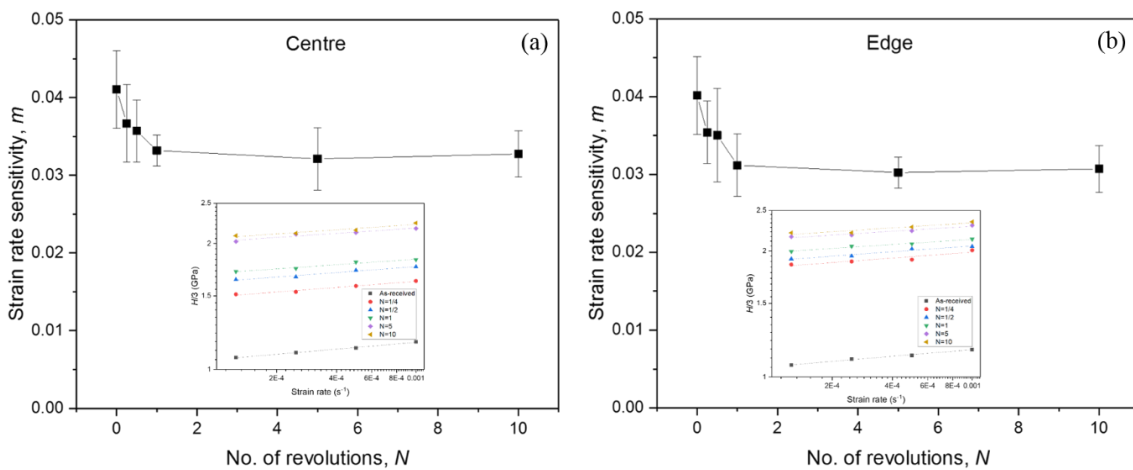 0.05
0.04
0.03
0.02
0.01
0.00
Strain rate sensitivity, m
Centre
(a)
2.5
2
1.5
1
H/3 (GPa)
As-received
N=1/4
N=1/2
N=1
N=5
N=10
2E-4
4E-4
6E-4
8E-4
0.001
Strain rate (s⁻¹)
0
2
4
6
8
10
No. of revolutions, N
0.05
0.04
0.03
0.02
0.01
0.00
Strain rate sensitivity, m
Edge
(b)
2.5
2
1.5
1
H/3 (GPa)
As-received
N=1/4
N=1/2
N=1
N=5
N=10
2E-4
4E-4
6E-4
8E-4
0.001
Strain rate (s⁻¹)
0
2
4
6
8
10
No. of revolutions, N